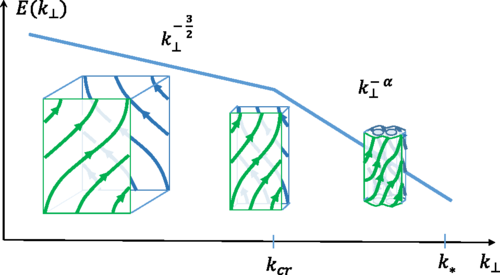 E(k⊥)
k⊥^-3/2
k⊥^-α
k_cr
k_*
k⊥